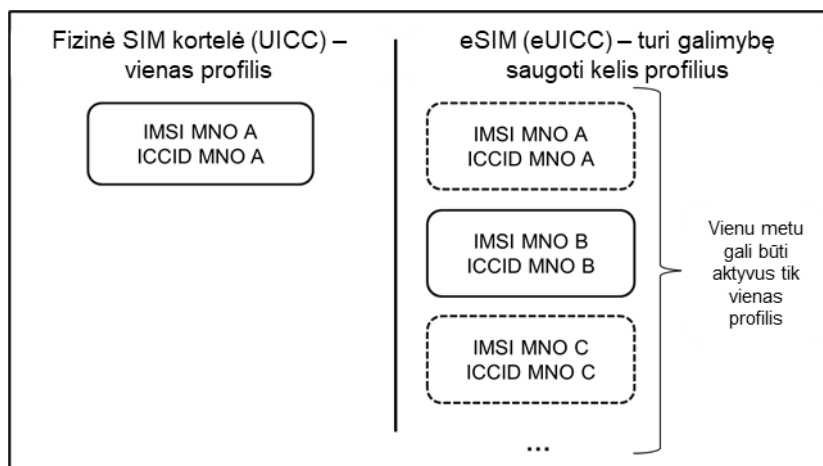 Fizinė SIM kortelė (UICC) –
vienas profilis
IMSI MNO A
ICCID MNO A
eSIM (eUICC) – turi galimybę
saugoti kelis profilius
IMSI MNO A
ICCID MNO A
IMSI MNO B
ICCID MNO B
IMSI MNO C
ICCID MNO C
...
Vienu metu
gali būti
aktyvus tik
vienas
profilis